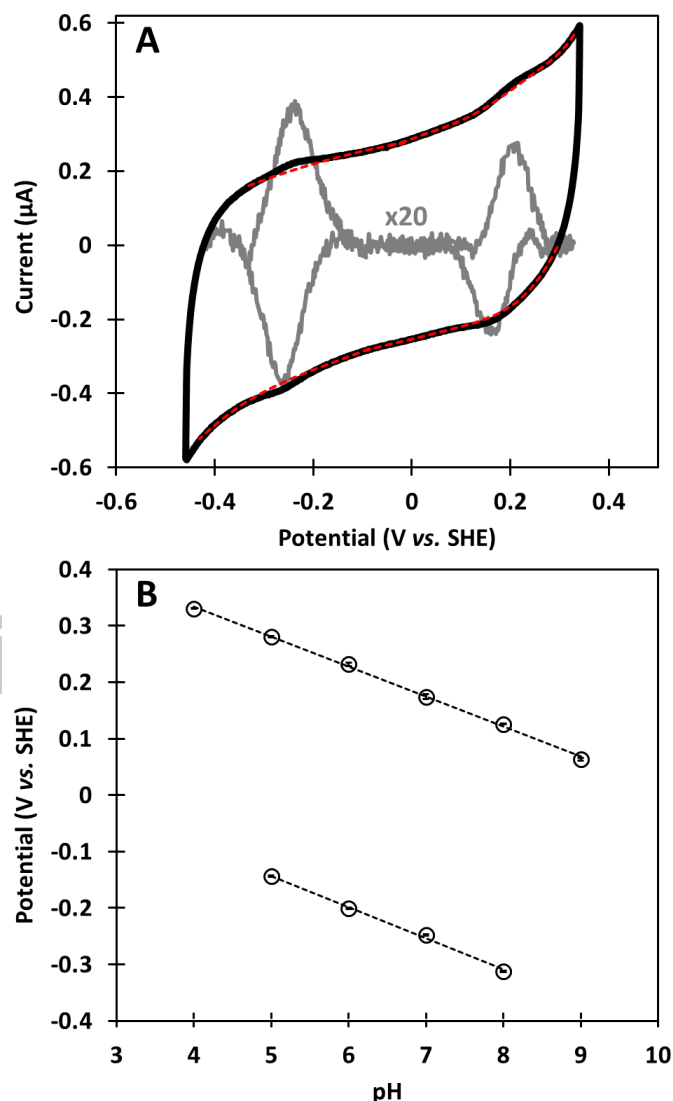 A
0.6
0.4
0.2
0
-0.2
-0.4
-0.6
Current (µA)
x20
-0.6 -0.4 -0.2 0 0.2 0.4
Potential (V vs. SHE)
B
0.4
0.3
0.2
0.1
0
-0.1
-0.2
-0.3
-0.4
Potential (V vs. SHE)
3 4 5 6 7 8 9 10
pH